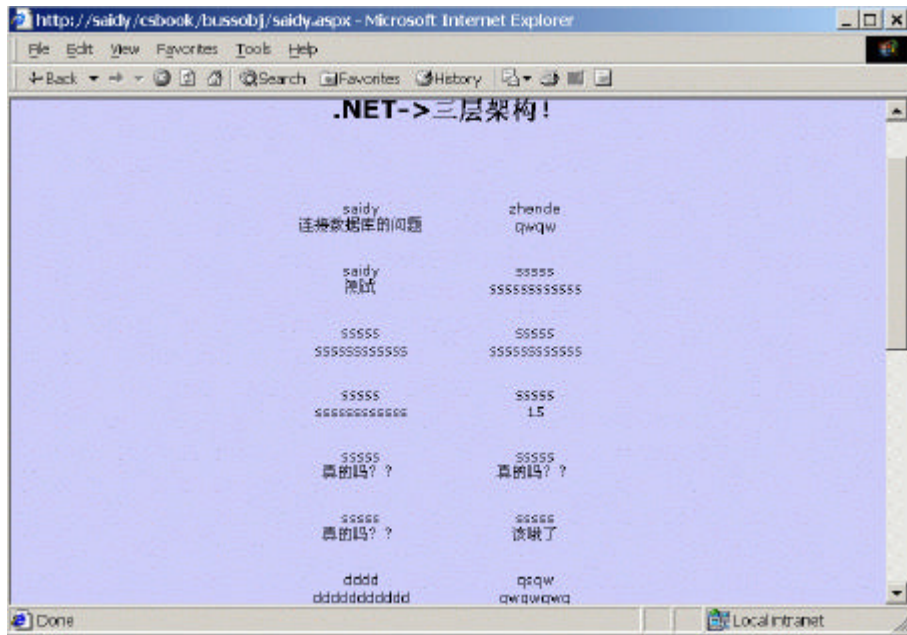 http://saidy/csbook/bussobj/saidy.aspx - Microsoft Internet Explorer
File Edit View Favorites Tools Help
Back Search Favorites History
.NET->三层架构!
saidy zhende
连接数据库的问题 qwqw
saidy sssss
测试 ssssssssssss
sssss sssss
ssssssssssss ssssssssssss
sssss sssss
ssssssssssss 15
sssss sssss
真的吗？？ 真的吗？？
sssss sssss
真的吗？？ 该哦了
dddd qsqw
ddddddddddd qwqwqwq
Done Local intranet